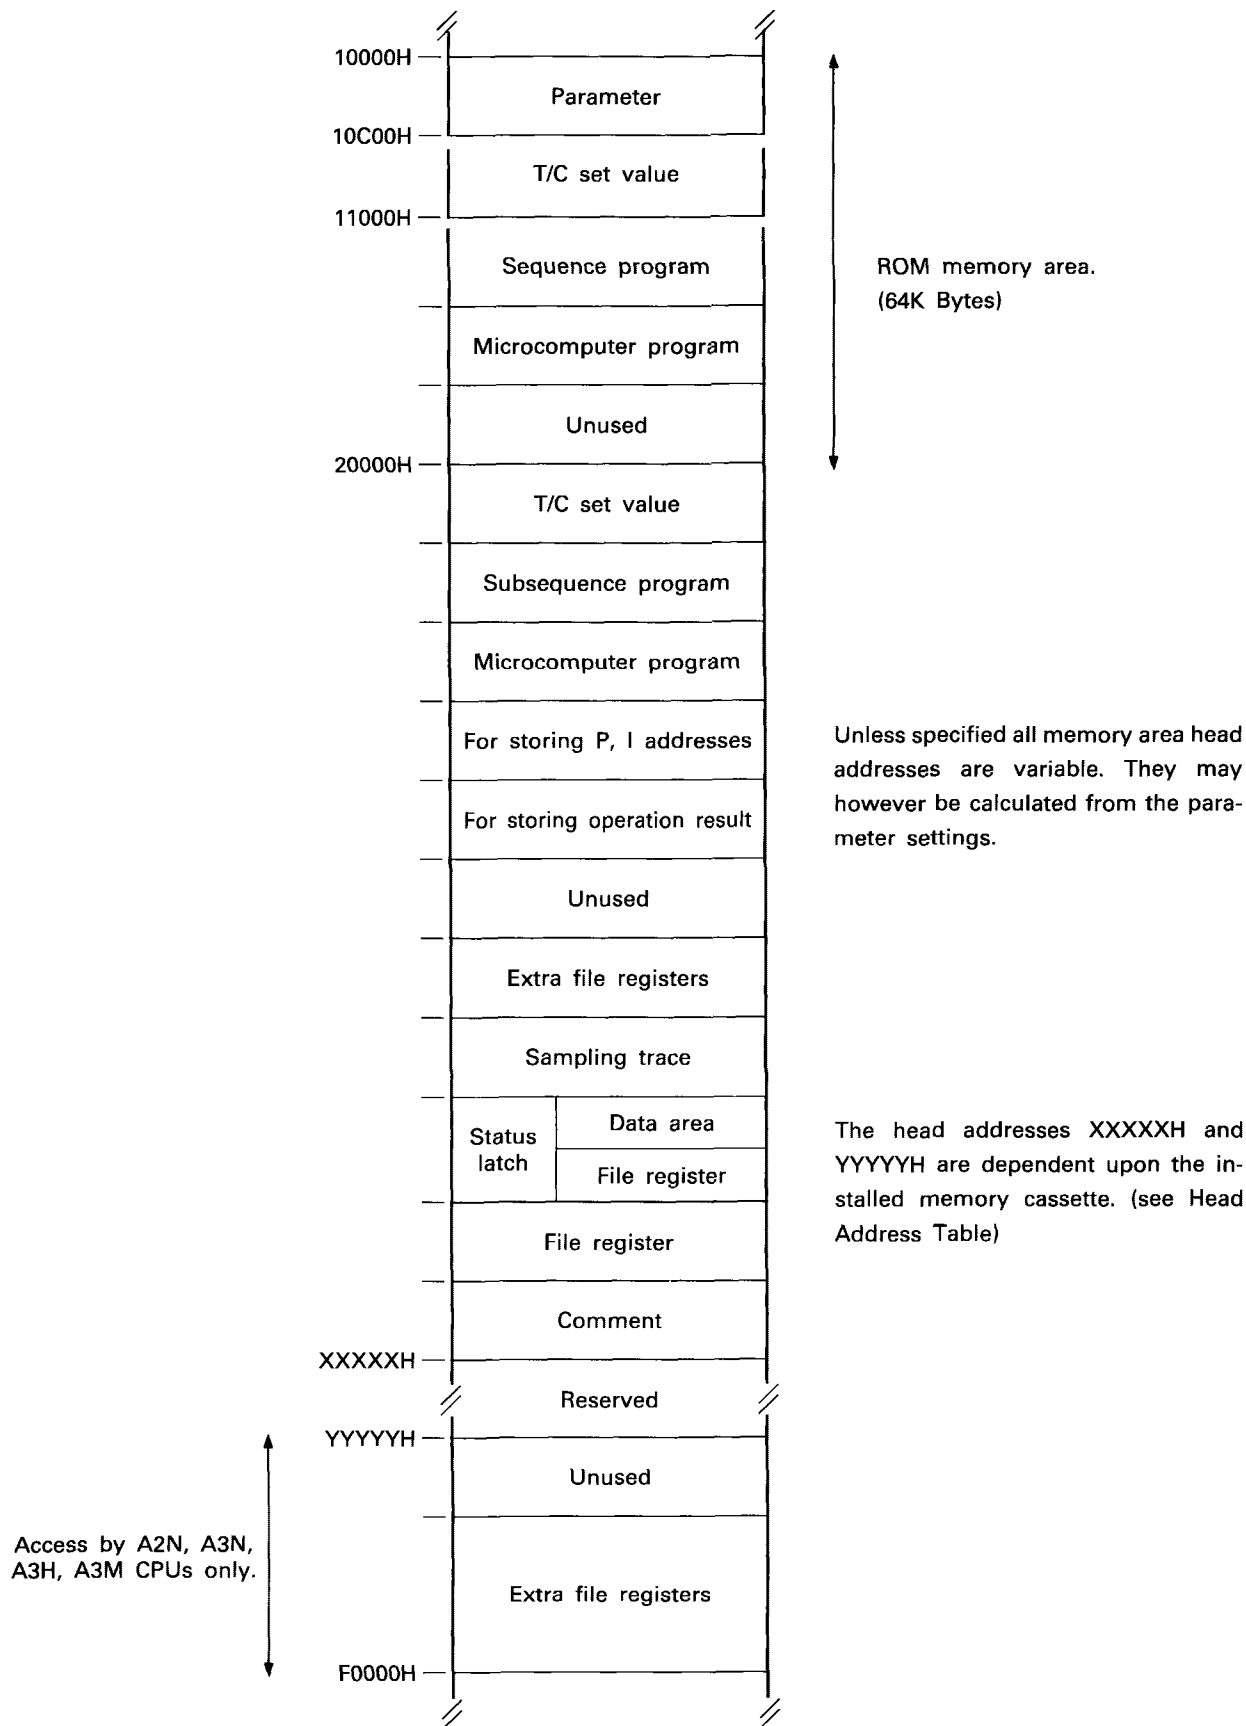 10000H
Parameter
10C00H
T/C set value
11000H
Sequence program
ROM memory area.
(64K Bytes)
Microcomputer program
Unused
20000H
T/C set value
Subsequence program
Microcomputer program
For storing P, I addresses
Unless specified all memory area head
addresses are variable. They may
however be calculated from the para-
meter settings.
For storing operation result
Unused
Extra file registers
Sampling trace
Status
latch
Data area
File register
The head addresses XXXXXH and
YYYYYH are dependent upon the in-
stalled memory cassette. (see Head
Address Table)
File register
Comment
XXXXXH
Reserved
YYYYYH
Unused
Access by A2N, A3N,
A3H, A3M CPUs only.
Extra file registers
F0000H